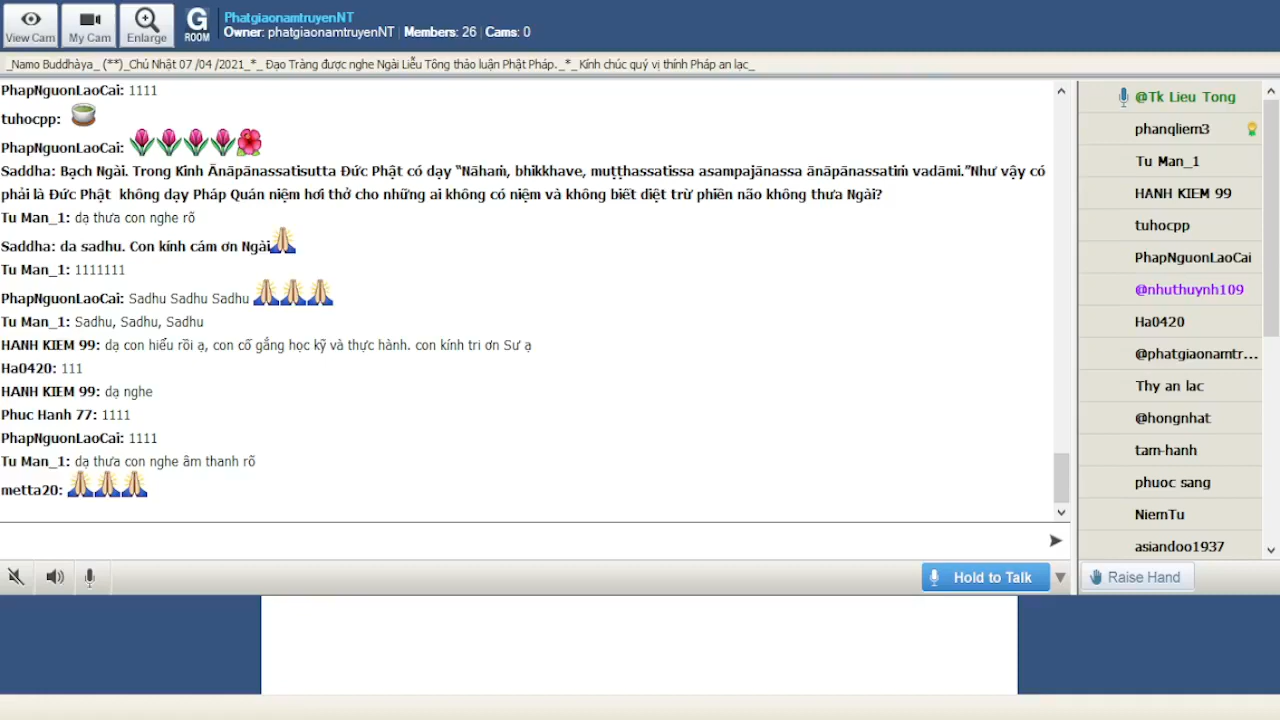 View Cam
My Cam
Enlarge
G
ROOM
PhatgiaonamtruyenNT
Owner: phatgiaonamtruyenNT | Members: 26 | Cams: 0
_Namo Buddhàya_ (**)_Chủ Nhật 07 /04 /2021_*_ Đạo Tràng được nghe Ngài Liễu Tông thảo luận Phật Pháp._*_ Kính chúc quý vị thính Pháp an lạc_
PhapNguonLaoCai: 1111
tuhocpp:
PhapNguonLaoCai:
Saddha: Bạch Ngài. Trong Kinh Ānāpānassatisutta Đức Phật có dạy “Nāhaṁ, bhikkhave, muṭṭhassatissa asampajānassa ānāpānassatiṁ vadāmi.”Như vậy có
phải là Đức Phật không dạy Pháp Quán niệm hơi thở cho những ai không có niệm và không biết diệt trừ phiền não không thưa Ngài?
Tu Man_1: dạ thưa con nghe rõ
Saddha: da sadhu. Con kính cám ơn Ngài
Tu Man_1: 1111111
PhapNguonLaoCai: Sadhu Sadhu Sadhu
Tu Man_1: Sadhu, Sadhu, Sadhu
HANH KIEM 99: dạ con hiểu rồi ạ, con cố gắng học kỹ và thực hành. con kính tri ơn Sư ạ
Ha0420: 111
HANH KIEM 99: dạ nghe
Phuc Hanh 77: 1111
PhapNguonLaoCai: 1111
Tu Man_1: dạ thưa con nghe âm thanh rõ
metta20:
Hold to Talk
@Tk Lieu Tong
phanqliem3
Tu Man_1
HANH KIEM 99
tuhocpp
PhapNguonLaoCai
@nhuthuynh109
Ha0420
@phatgiaonamtr...
Thy an lac
@hongnhat
tam-hanh
phuoc sang
NiemTu
asiandoo1937
Raise Hand